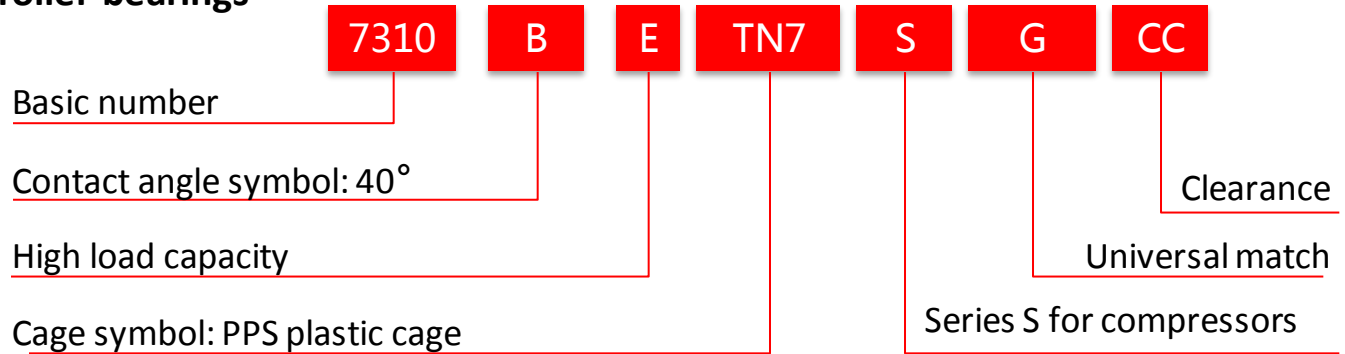 roller bearings
7310 B E TN7 S G CC
Basic number
Contact angle symbol: 40°
Clearance
High load capacity
Universal match
Cage symbol: PPS plastic cage
Series S for compressors